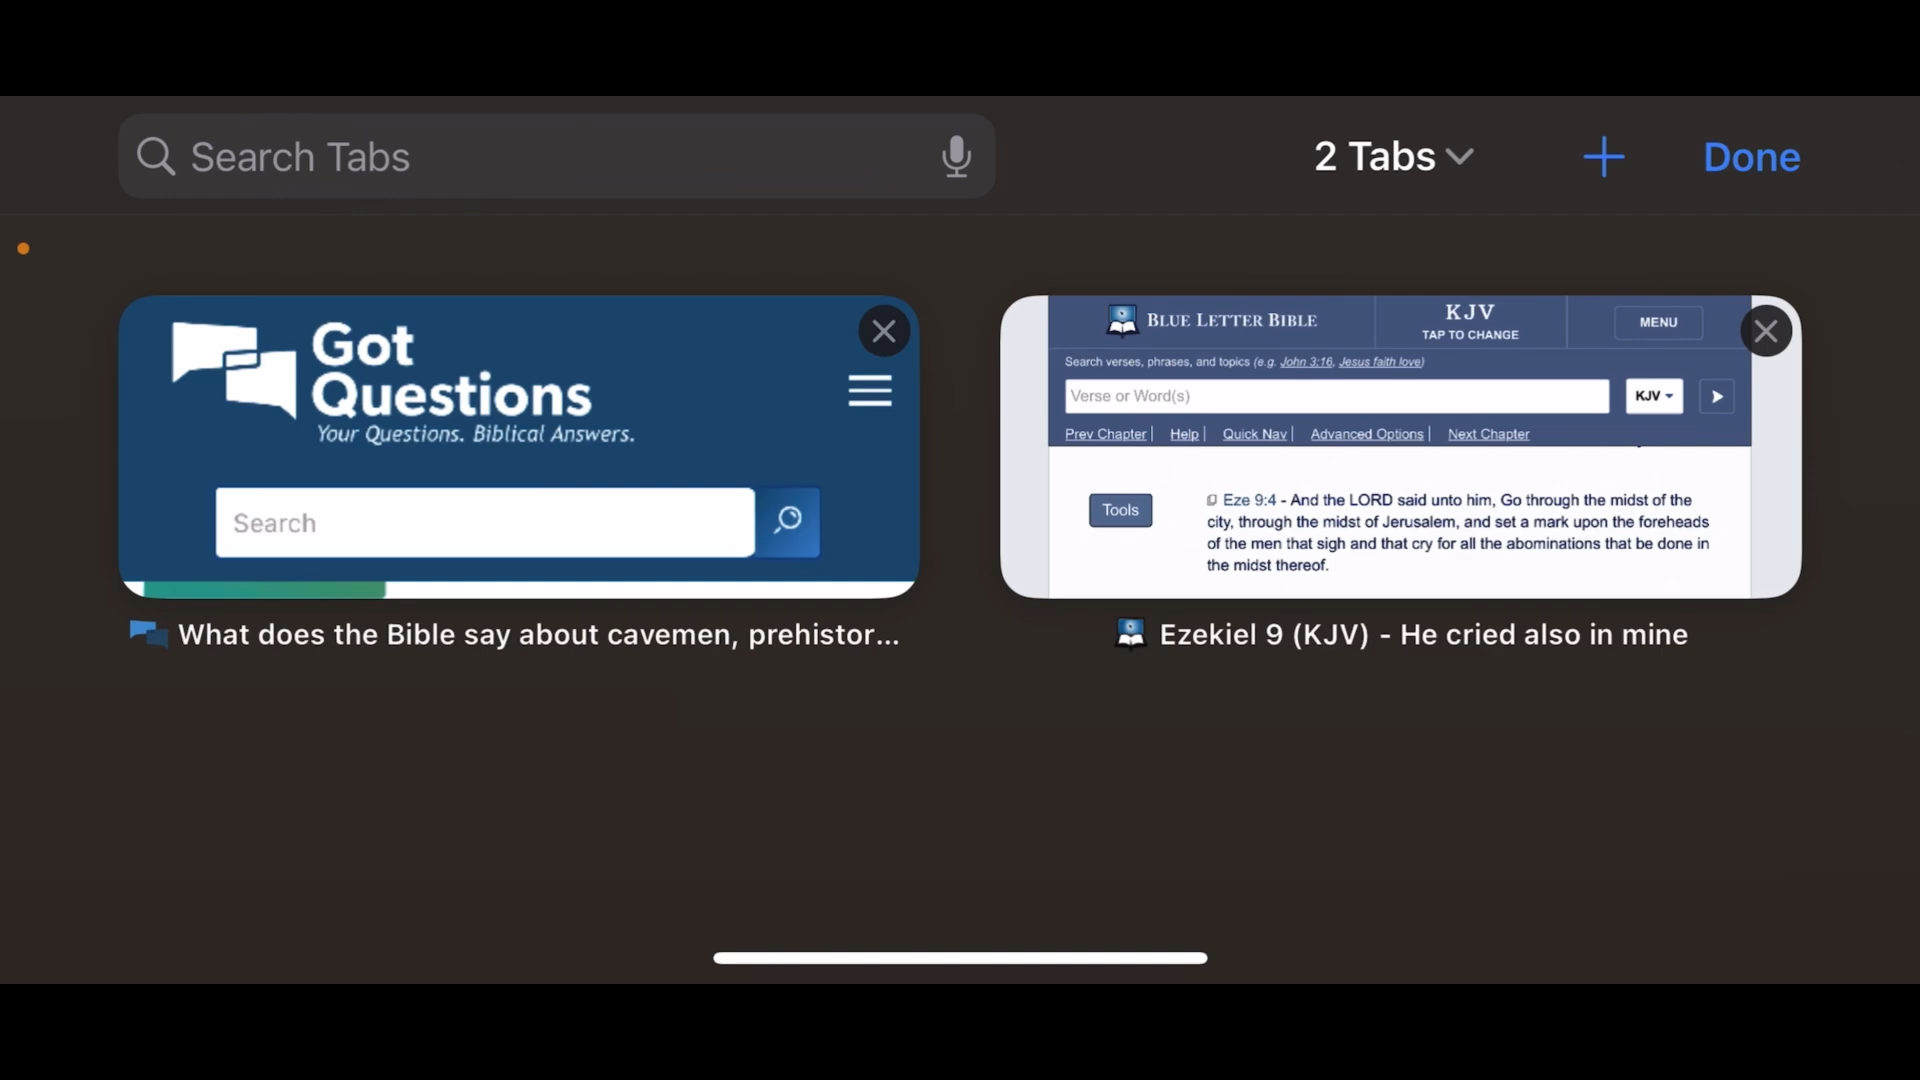 Search Tabs
2 Tabs
Done
Got
Questions
Your Questions. Biblical Answers.
Search
What does the Bible say about cavemen, prehistor...
BLUE LETTER BIBLE
KJV
TAP TO CHANGE
MENU
Search verses, phrases, and topics (e.g. John 3:16, Jesus faith love)
Verse or Word(s)
KJV
Prev Chapter | Help | Quick Nav | Advanced Options | Next Chapter
Tools
Eze 9:4 - And the LORD said unto him, Go through the midst of the
city, through the midst of Jerusalem, and set a mark upon the foreheads
of the men that sigh and that cry for all the abominations that be done in
the midst thereof.
Ezekiel 9 (KJV) - He cried also in mine